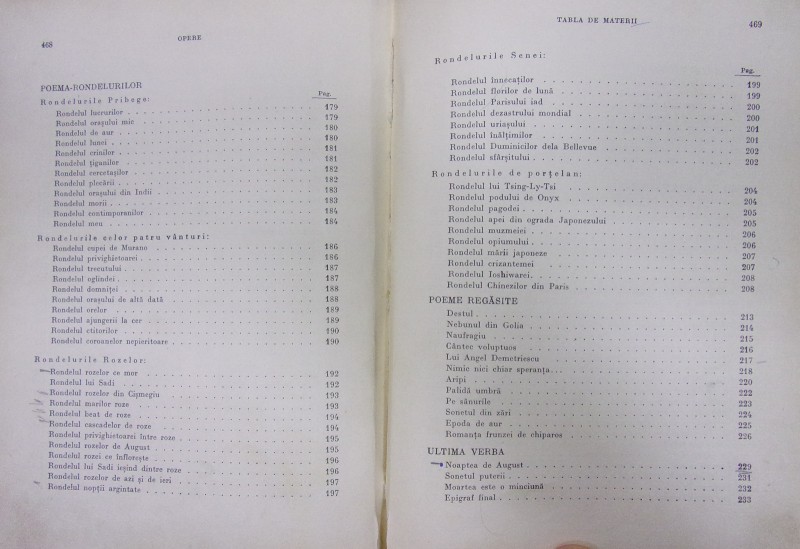 468
OPERE
POEMA-RONDELURILOR
Pag.
Rondelurile Pribege:
Rondelul lucrurilor . . . 179
Rondelul orașului mic . . . 179
Rondelul de aur . . . 180
Rondelul lunei . . . 180
Rondelul crinilor . . . 181
Rondelul țiganilor . . . 181
Rondelul cercetașilor . . . 182
Rondelul plecării . . . 182
Rondelul orașului din Indii . . . 183
Rondelul morii . . . 183
Rondelul contimporanilor . . . 184
Rondelul meu . . . 184
Rondelurile celor patru vânturi:
Rondelul cupei de Murano . . . 186
Rondelul privighietoarei . . . 186
Rondelul trecutului . . . 187
Rondelul oglindei . . . 187
Rondelul domniței . . . 188
Rondelul orașului de altă dată . . . 188
Rondelul orelor . . . 189
Rondelul ajungerii la cer . . . 189
Rondelul ctitorilor . . . 190
Rondelul coroanelor nepieritoare . . . 190
Rondelurile Rozelor:
Rondelul rozelor ce mor . . . 192
Rondelul lui Sadi . . . 192
Rondelul rozelor din Cișmegiu . . . 193
Rondelul marilor roze . . . 193
Rondelul beat de roze . . . 194
Rondelul cascadelor de roze . . . 194
Rondelul privighietoarei între roze . . . 195
Rondelul rozelor de August . . . 195
Rondelul rozei ce înflorește . . . 196
Rondelul lui Sadi ieșind dintre roze . . . 196
Rondelul rozelor de azi și de ieri . . . 197
Rondelul nopții argintate . . . 197
TABLA DE MATERII
469
Rondelurile Senei:
Pag.
Rondelul înnecaților . . . 199
Rondelul florilor de lună . . . 199
Rondelul Parisului iad . . . 200
Rondelul dezastrului mondial . . . 200
Rondelul uriașului . . . 201
Rondelul înălțimilor . . . 201
Rondelul Duminicilor dela Bellevue . . . 202
Rondelul sfârșitului . . . 202
Rondelurile de porțelan:
Rondelul lui Tsing-Ly-Tsi . . . 204
Rondelul podului de Onyx . . . 204
Rondelul pagodei . . . 205
Rondelul apei din ograda Japonezului . . . 205
Rondelul muzmeiei . . . 206
Rondelul opiumului . . . 206
Rondelul mării japoneze . . . 207
Rondelul crizantemei . . . 207
Rondelul Ioshiwarei . . . 208
Rondelul Chinezilor din Paris . . . 208
POEME REGĂSITE
Destul . . . 213
Nebunul din Golia . . . 214
Naufragiu . . . 215
Cântec voluptuos . . . 216
Lui Angel Demetriescu . . . 217
Nimic nici chiar speranța . . . 218
Aripi . . . 220
Palidă umbră . . . 222
Pe sânurile . . . 223
Sonetul din zări . . . 224
Epoda de aur . . . 225
Romanța frunzei de chiparos . . . 226
ULTIMA VERBA
Noaptea de August . . . 229
Sonetul puterii . . . 231
Moartea este o minciună . . . 232
Epigraf final . . . 233